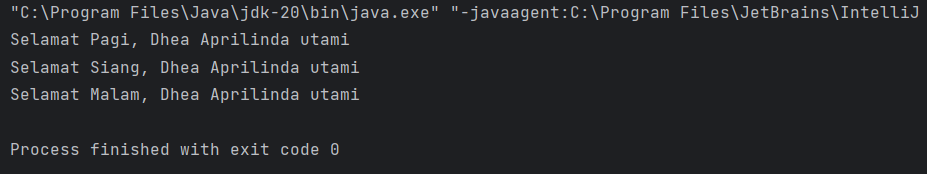 "C:\Program Files\Java\jdk-20\bin\java.exe" "-javaagent:C:\Program Files\JetBrains\IntelliJ
Selamat Pagi, Dhea Aprilinda utami
Selamat Siang, Dhea Aprilinda utami
Selamat Malam, Dhea Aprilinda utami
Process finished with exit code 0